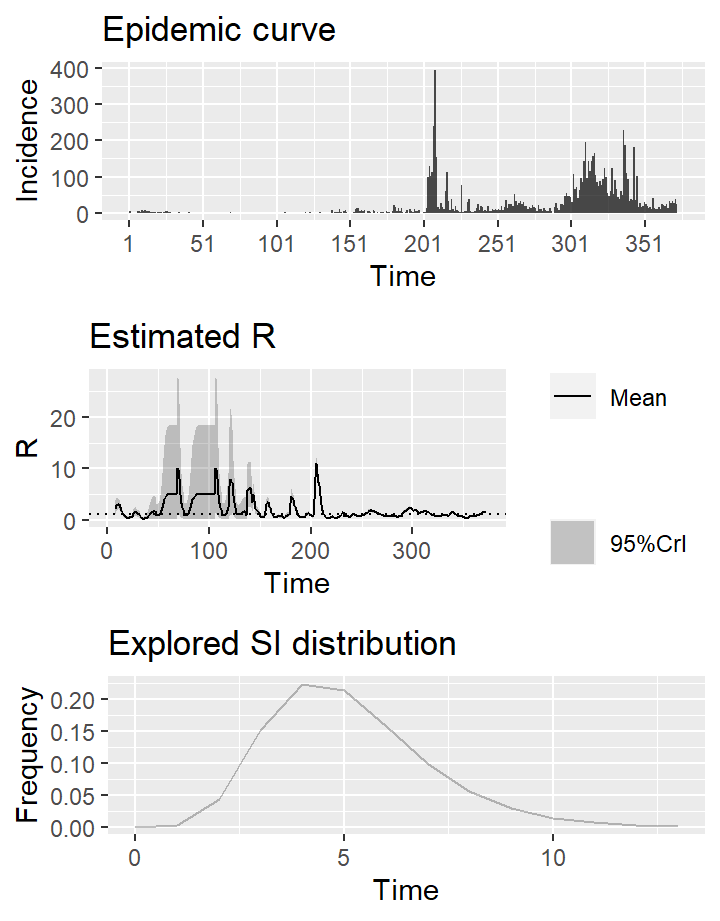 Epidemic curve
400
300
200
100
0
Incidence
1 51 101 151 201 251 301 351
Time
Estimated R
20
10
0
R
0 100 200 300
Time
Mean
95%CrI
Explored SI distribution
0.20
0.15
0.10
0.05
0.00
Frequency
0 5 10
Time